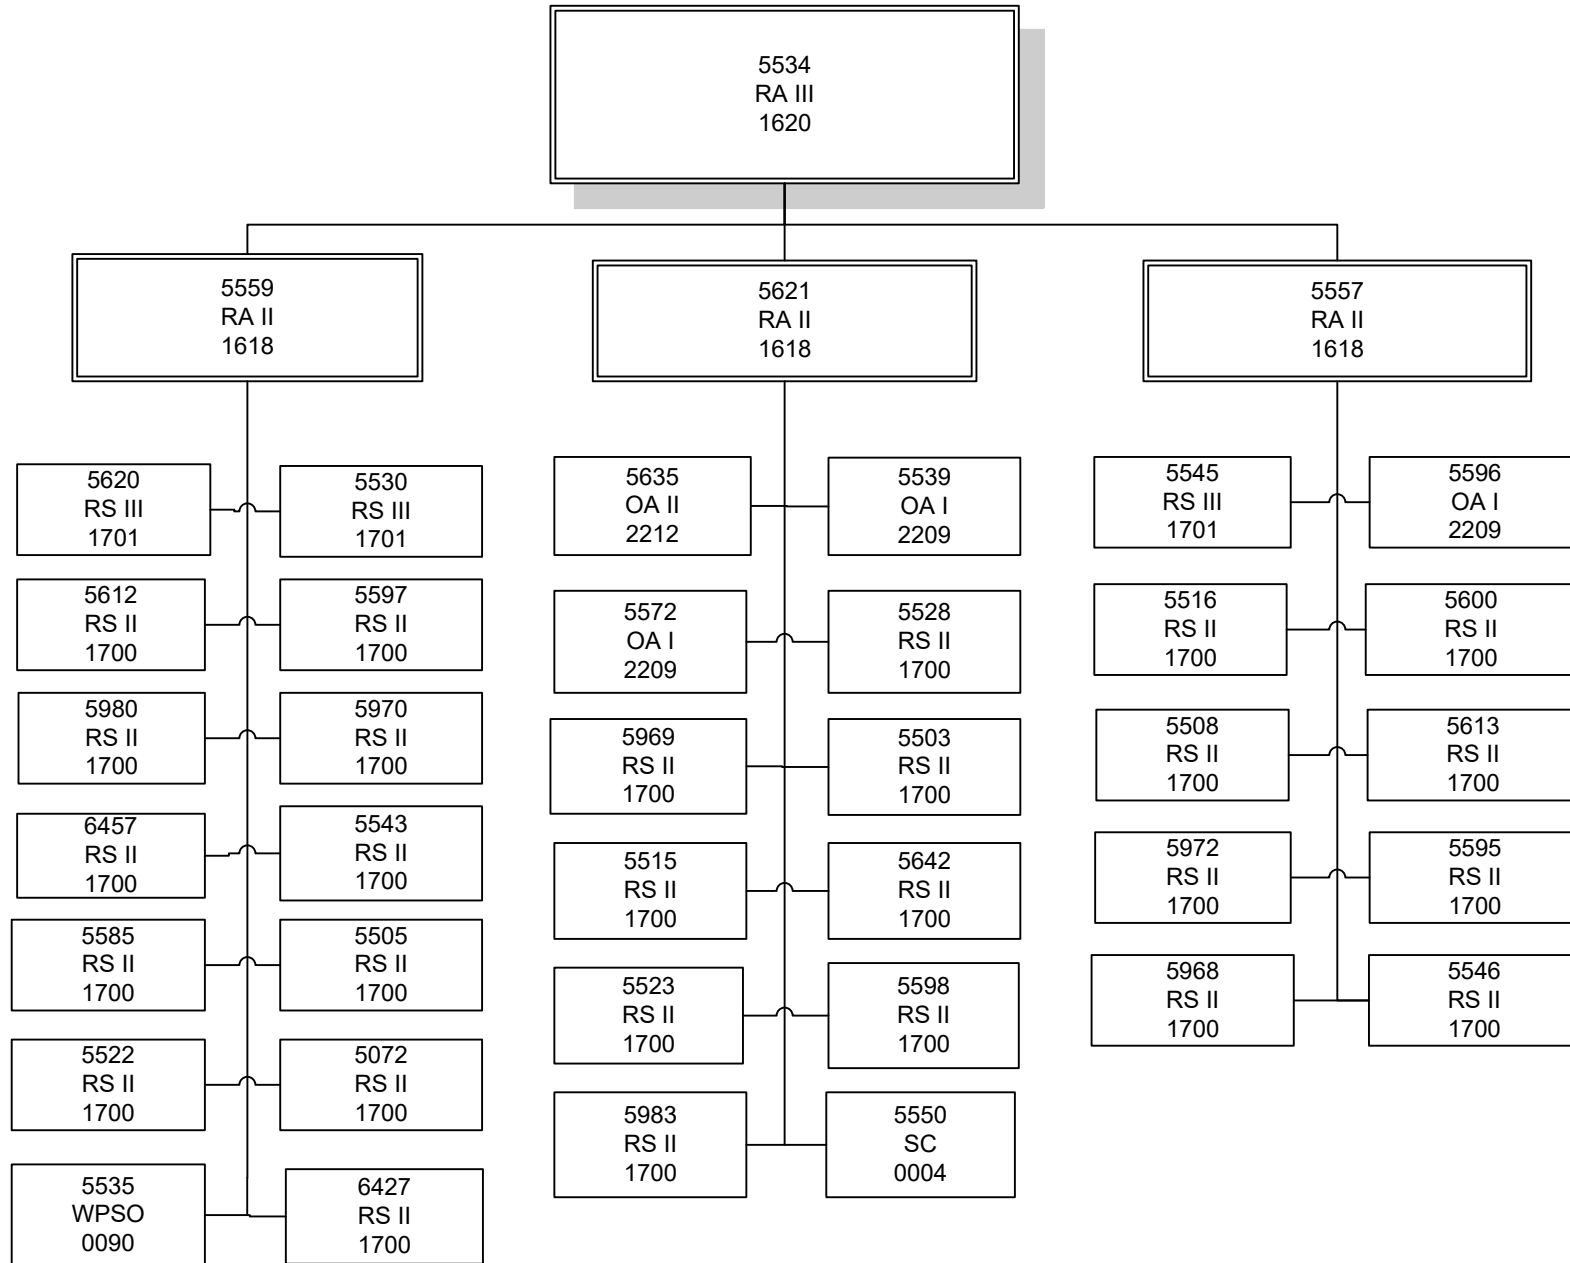 5534
RA III
1620
5559
RA II
1618
5621
RA II
1618
5557
RA II
1618
5620
RS III
1701
5530
RS III
1701
5612
RS II
1700
5597
RS II
1700
5980
RS II
1700
5970
RS II
1700
6457
RS II
1700
5543
RS II
1700
5585
RS II
1700
5505
RS II
1700
5522
RS II
1700
5072
RS II
1700
5535
WPSO
0090
6427
RS II
1700
5635
OA II
2212
5539
OA I
2209
5572
OA I
2209
5528
RS II
1700
5969
RS II
1700
5503
RS II
1700
5515
RS II
1700
5642
RS II
1700
5523
RS II
1700
5598
RS II
1700
5983
RS II
1700
5550
SC
0004
5545
RS III
1701
5596
OA I
2209
5516
RS II
1700
5600
RS II
1700
5508
RS II
1700
5613
RS II
1700
5972
RS II
1700
5595
RS II
1700
5968
RS II
1700
5546
RS II
1700